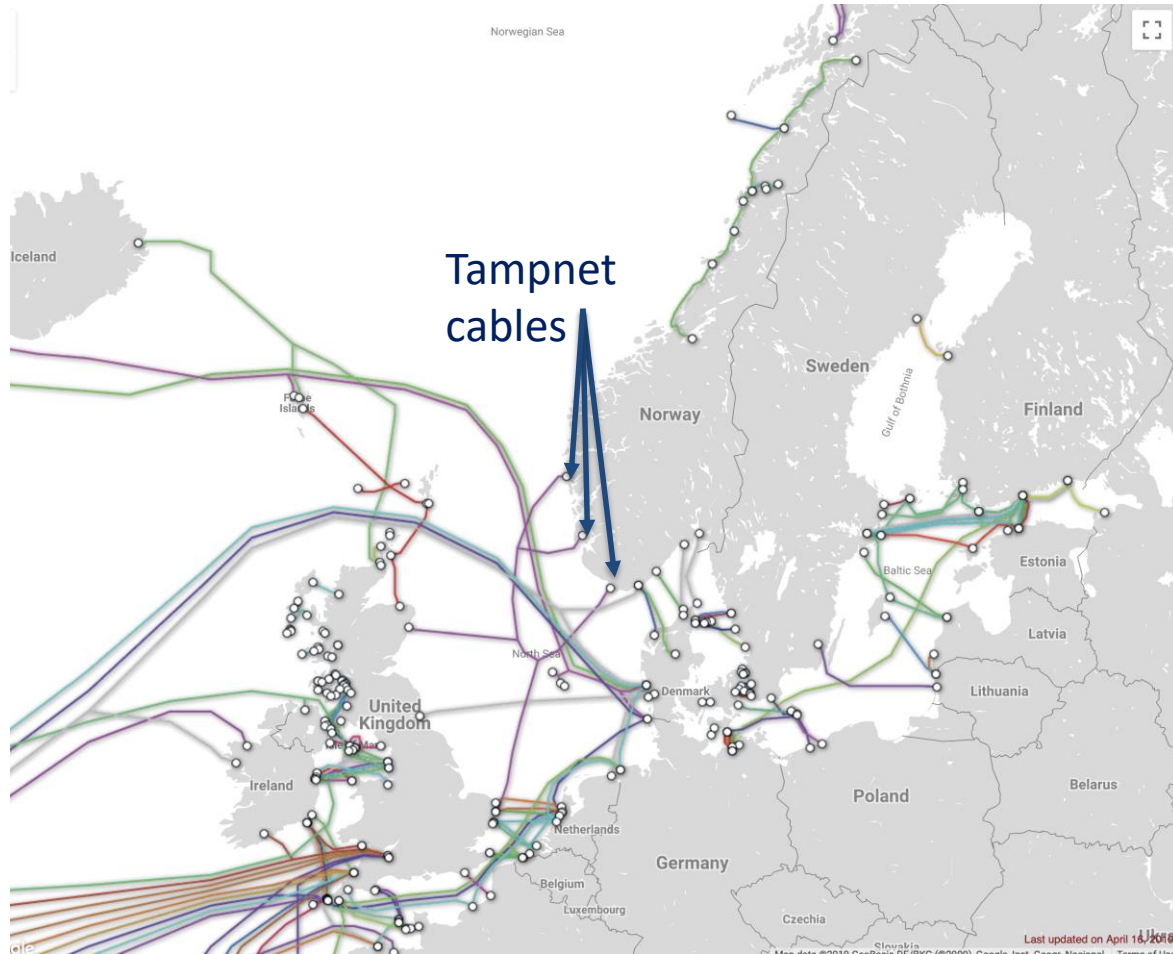 Norwegian Sea
Iceland
Tampnet
cables
Sweden
Norway
Gulf of Bothnia
Finland
Islands
Baltic Sea
Estonia
Latvia
North Sea
Denmark
Lithuania
United
Kingdom
Ireland
Belarus
Poland
Netherlands
Germany
Belgium
Luxembourg
Czechia
Slovakia
Last updated on April 16, 2019